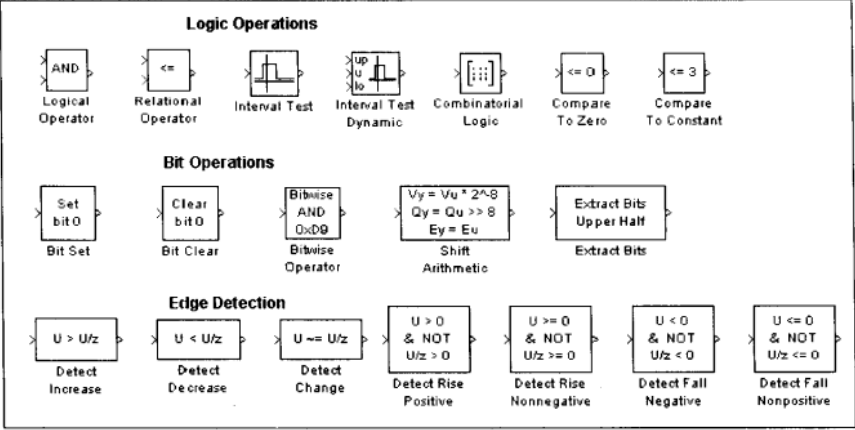 Logic Operations
AND
<=
up
u
lo
[:::]
<= 0
<= 3
Logical
Operator
Relational
Operator
Interval Test
Interval Test
Dynamic
Combinatorial
Logic
Compare
To Zero
Compare
To Constant
Bit Operations
Set
bit 0
Clear
bit 0
Bitwise
AND
0xD9
Vy = Vu * 2^-8
Qy = Qu >> 8
Ey = Eu
Extract Bits
Upper Half
Bit Set
Bit Clear
Bitwise
Operator
Shift
Arithmetic
Extract Bits
Edge Detection
U > U/z
U < U/z
U ~= U/z
U > 0
& NOT
U/z > 0
U >= 0
& NOT
U/z >= 0
U < 0
& NOT
U/z < 0
U <= 0
& NOT
U/z <= 0
Detect
Increase
Detect
Decrease
Detect
Change
Detect Rise
Positive
Detect Rise
Nonnegative
Detect Fall
Negative
Detect Fall
Nonpositive